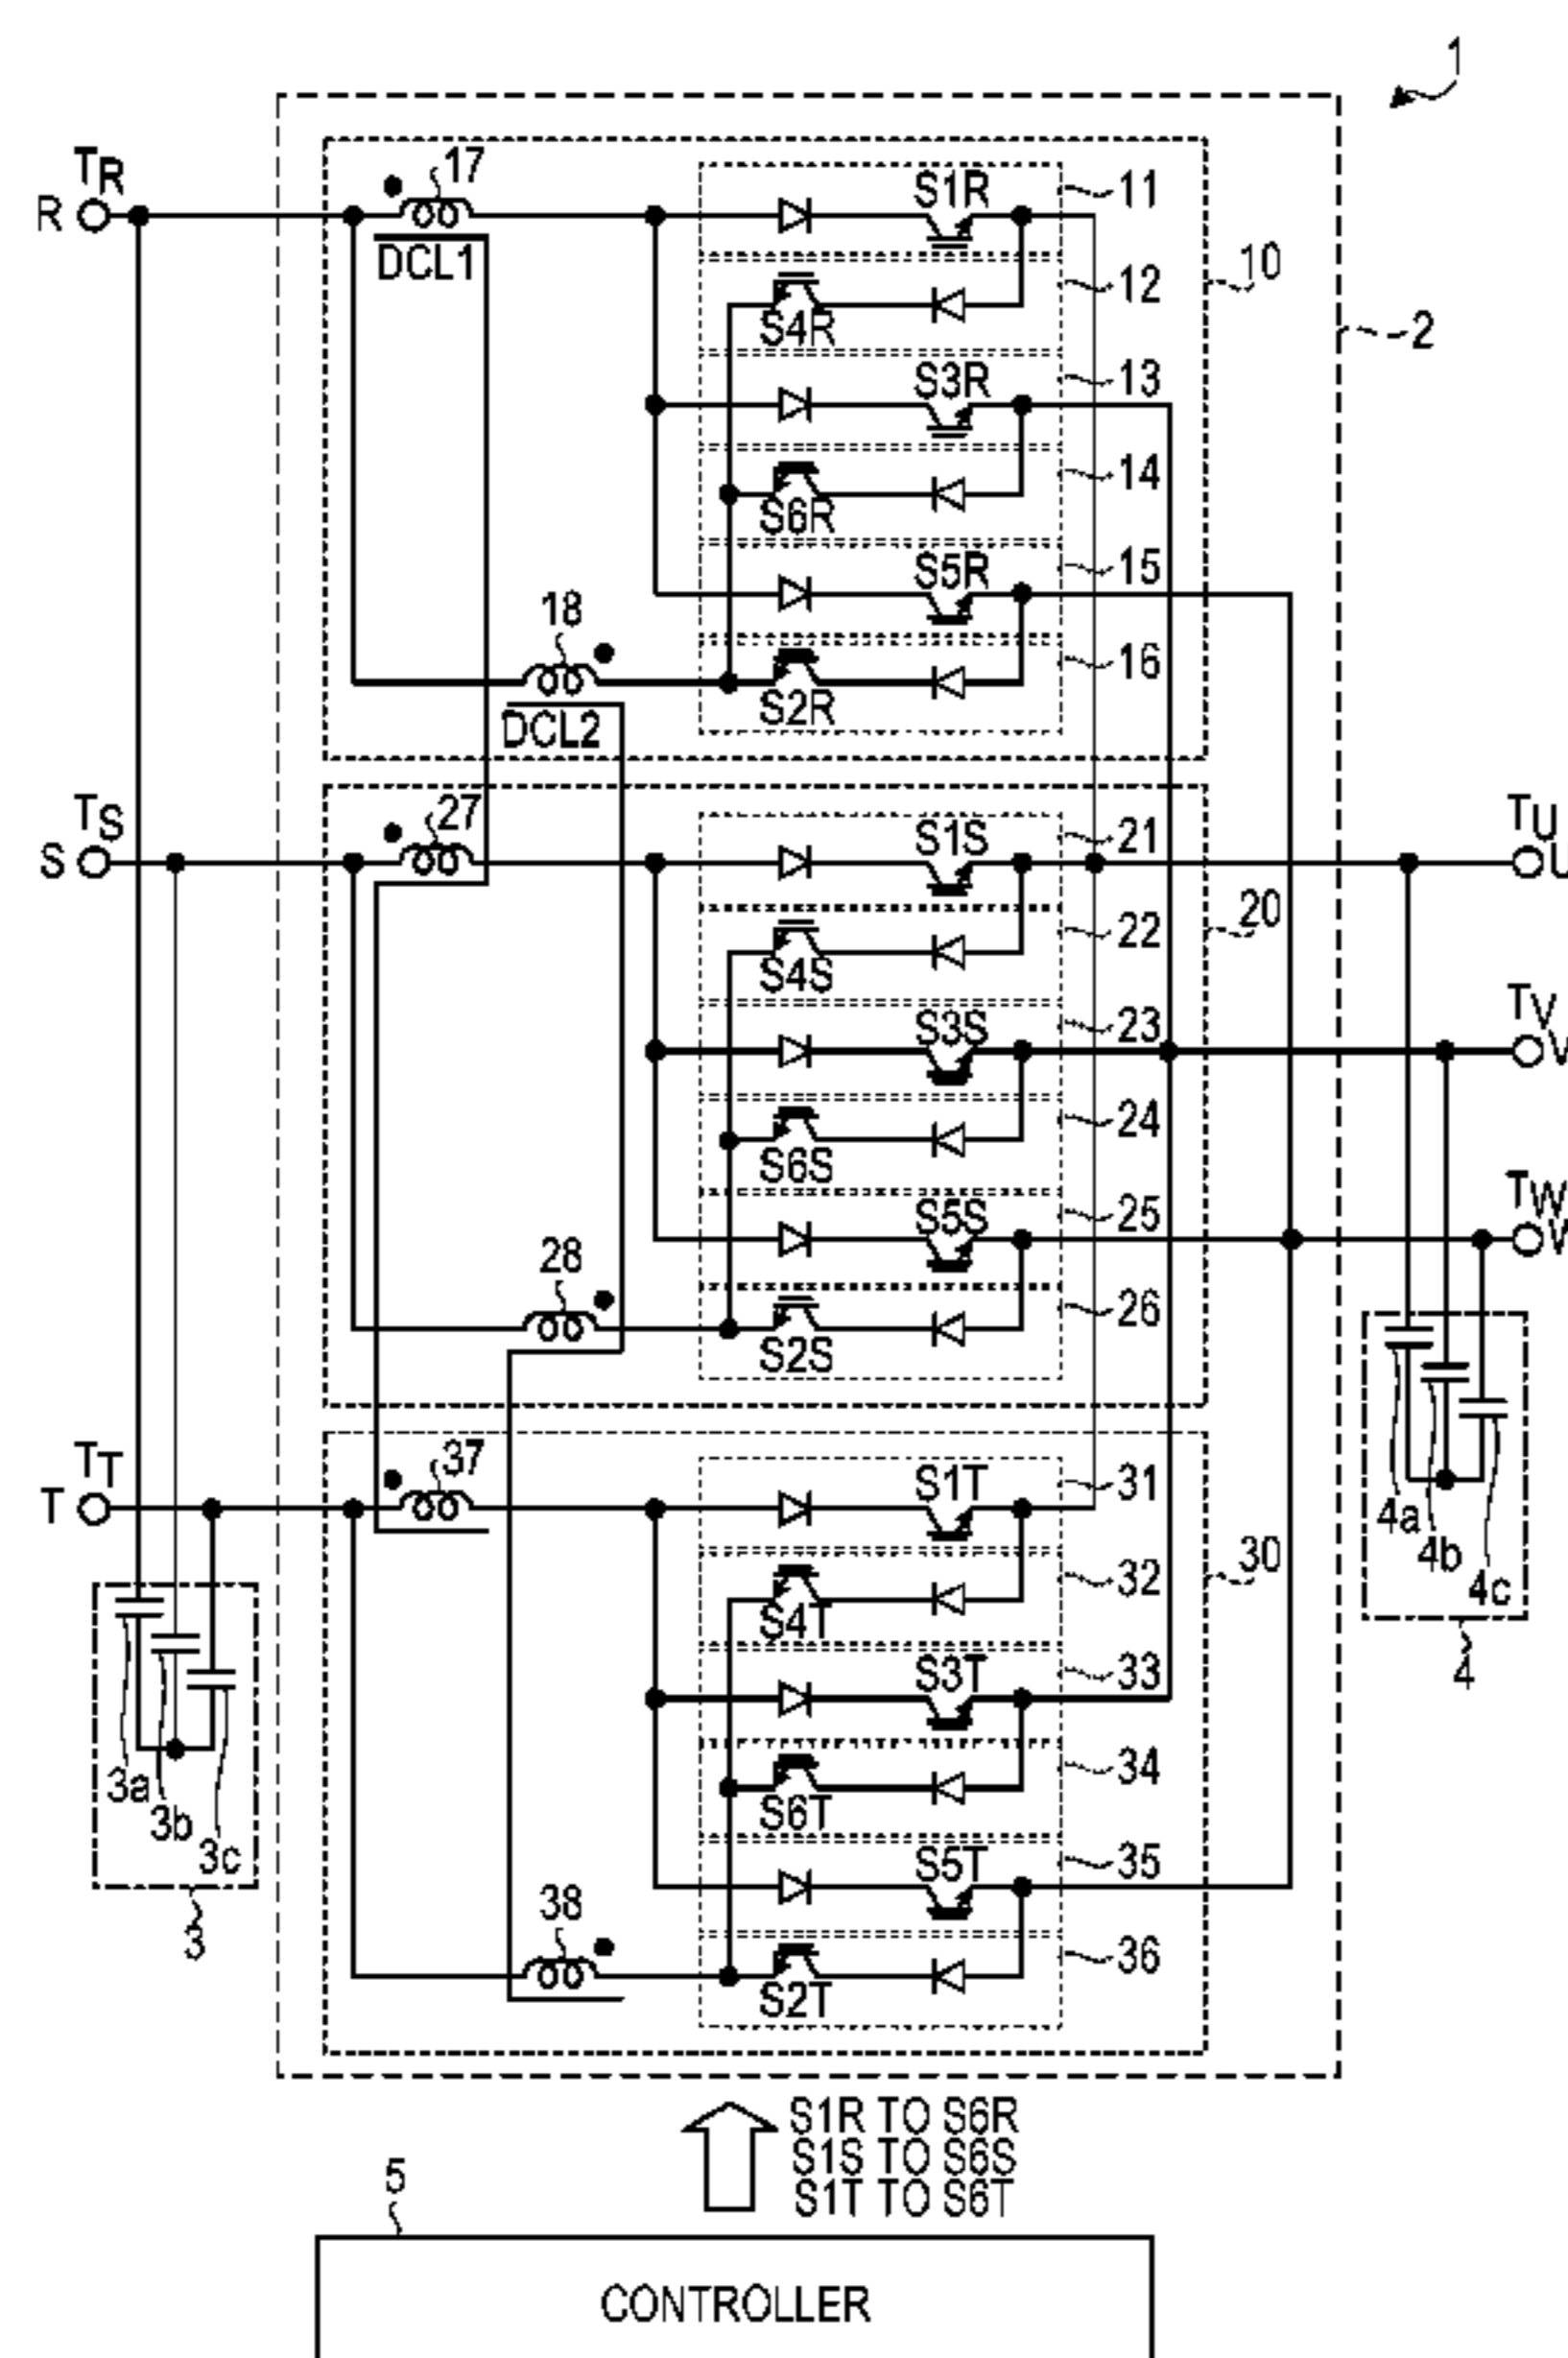 1
TR
R
17
DCL1
S1R
11
10
S4R
12
2
S3R
13
S6R
14
S5R
15
18
DCL2
S2R
16
TS
S
27
S1S
21
TU
U
20
S4S
22
S3S
23
TV
V
S6S
24
S5S
25
TW
W
28
S2S
26
TT
T
37
S1T
31
4a
4b
4c
4
30
S4T
32
S3T
33
3a
3b
3c
3
S6T
34
S5T
35
38
S2T
36
S1R TO S6R
S1S TO S6S
S1T TO S6T
5
CONTROLLER